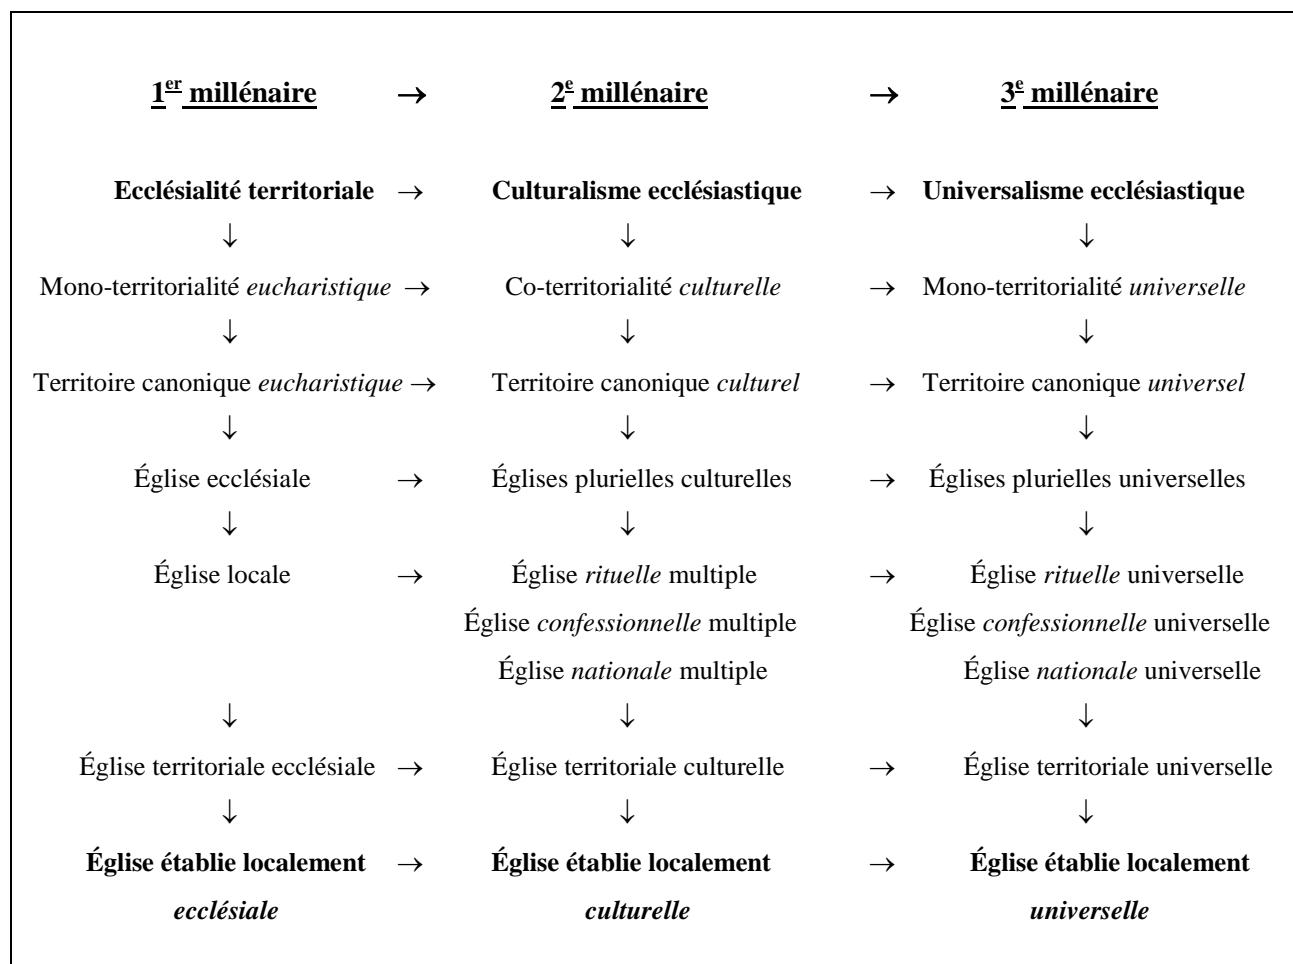 1er millénaire → 2e millénaire → 3e millénaire
Ecclésialité territoriale → Culturalisme ecclésiastique → Universalisme ecclésiastique
↓ ↓ ↓
Mono-territorialité eucharistique → Co-territorialité culturelle → Mono-territorialité universelle
↓ ↓ ↓
Territoire canonique eucharistique → Territoire canonique culturel → Territoire canonique universel
↓ ↓ ↓
Église ecclésiale → Églises plurielles culturelles → Églises plurielles universelles
↓ ↓ ↓
Église locale → Église rituelle multiple → Église rituelle universelle
Église confessionnelle multiple Église confessionnelle universelle
Église nationale multiple Église nationale universelle
↓ ↓ ↓
Église territoriale ecclésiale → Église territoriale culturelle → Église territoriale universelle
↓ ↓ ↓
Église établie localement → Église établie localement → Église établie localement
ecclésiale culturelle universelle